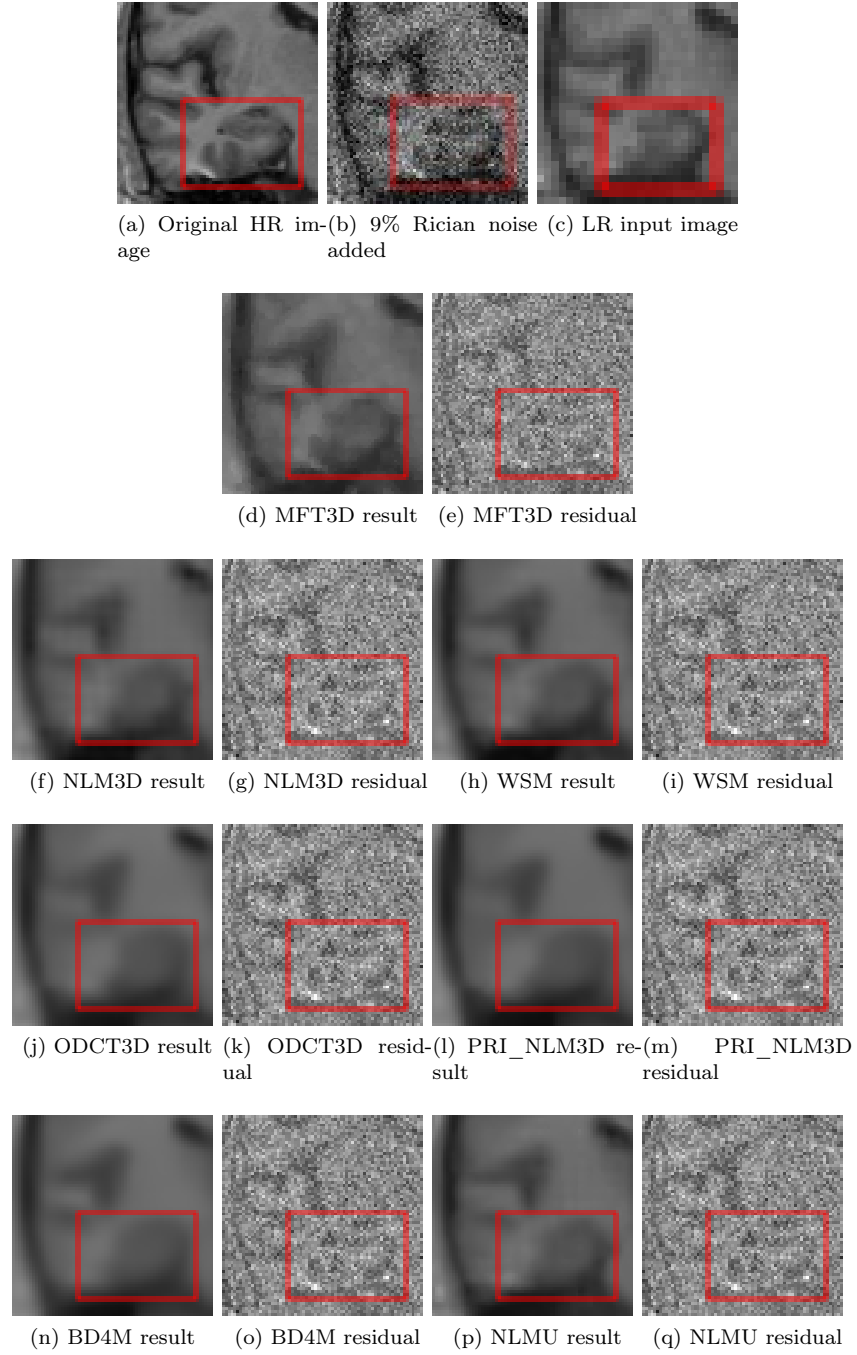 (a) Original HR im-(b) 9% Rician noise (c) LR input image
age added
(d) MFT3D result (e) MFT3D residual
(f) NLM3D result (g) NLM3D residual (h) WSM result (i) WSM residual
(j) ODCT3D result (k) ODCT3D resid-(l) PRI_NLM3D re-(m) PRI_NLM3D
ual sult residual
(n) BD4M result (o) BD4M residual (p) NLMU result (q) NLMU residual